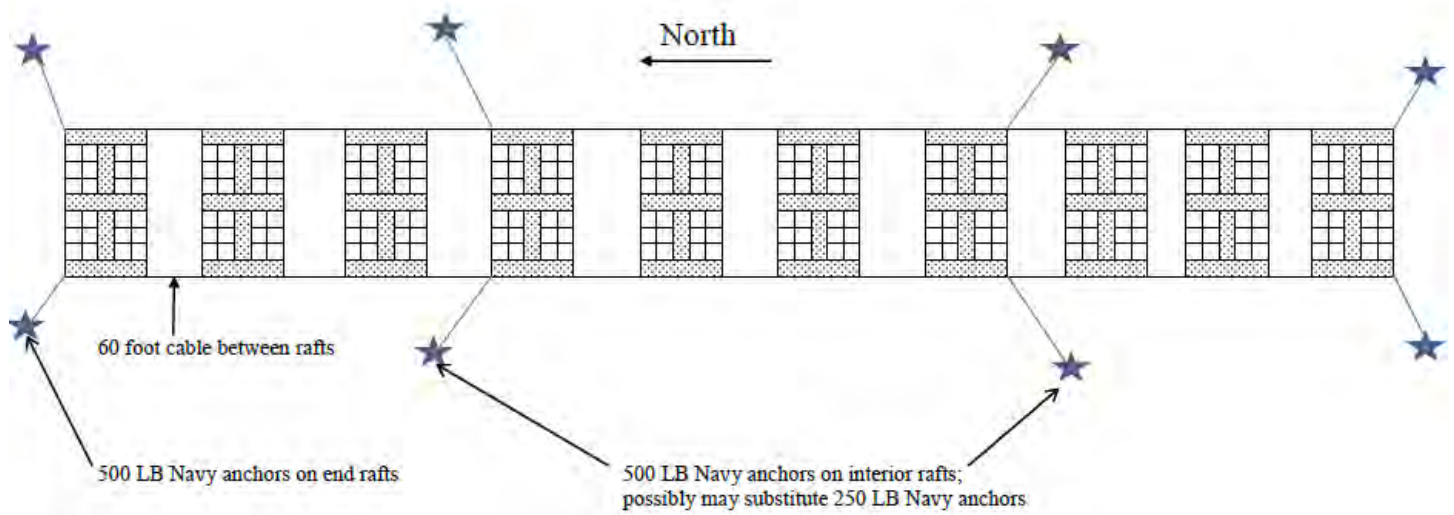 North
60 foot cable between rafts
500 LB Navy anchors on end rafts
500 LB Navy anchors on interior rafts;
possibly may substitute 250 LB Navy anchors